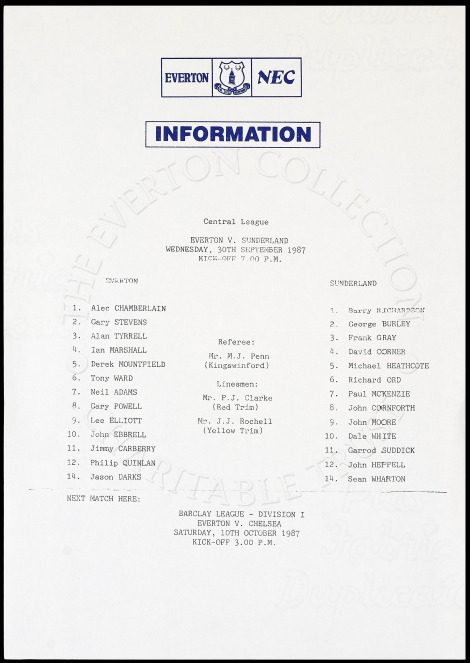 EVERTON NEC
INFORMATION
THE EVERTON COLLECTION
CHARITABLE TRUST
Central League
EVERTON V. SUNDERLAND
WEDNESDAY, 30TH SEPTEMBER 1987
KICK-OFF 7.00 P.M.
EVERTON
1. Alec CHAMBERLAIN
2. Gary STEVENS
3. Alan TYRRELL
4. Ian MARSHALL
5. Derek MOUNTFIELD
6. Tony WARD
7. Neil ADAMS
8. Gary POWELL
9. Lee ELLIOTT
10. John EBBRELL
11. Jimmy CARBERRY
12. Philip QUINLAN
14. Jason DARKS
Referee:
Mr. M.J. Penn
(Kingswinford)
Linesmen:
Mr. P.J. Clarke
(Red Trim)
Mr. J.J. Rochell
(Yellow Trim)
SUNDERLAND
1. Barry RICHARDSON
2. George BURLEY
3. Frank GRAY
4. David CORNER
5. Michael HEATHCOTE
6. Richard ORD
7. Paul MCKENZIE
8. John CORNFORTH
9. John MOORE
10. Dale WHITE
11. Garrod SUDDICK
12. John HEPPELL
14. Sean WHARTON
NEXT MATCH HERE:
BARCLAY LEAGUE - DIVISION I
EVERTON V. CHELSEA
SATURDAY, 10TH OCTOBER 1987
KICK-OFF 3.00 P.M.